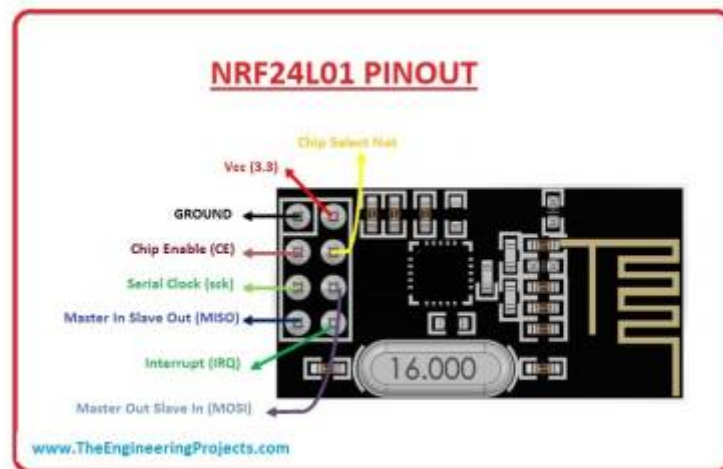 NRF24L01 PINOUT
Chip Select Not
Vcc (3.3)
GROUND
Chip Enable (CE)
Serial Clock (sck)
Master In Slave Out (MISO)
Interrupt (IRQ)
16.000
Master Out Slave In (MOSI)
www.TheEngineeringProjects.com